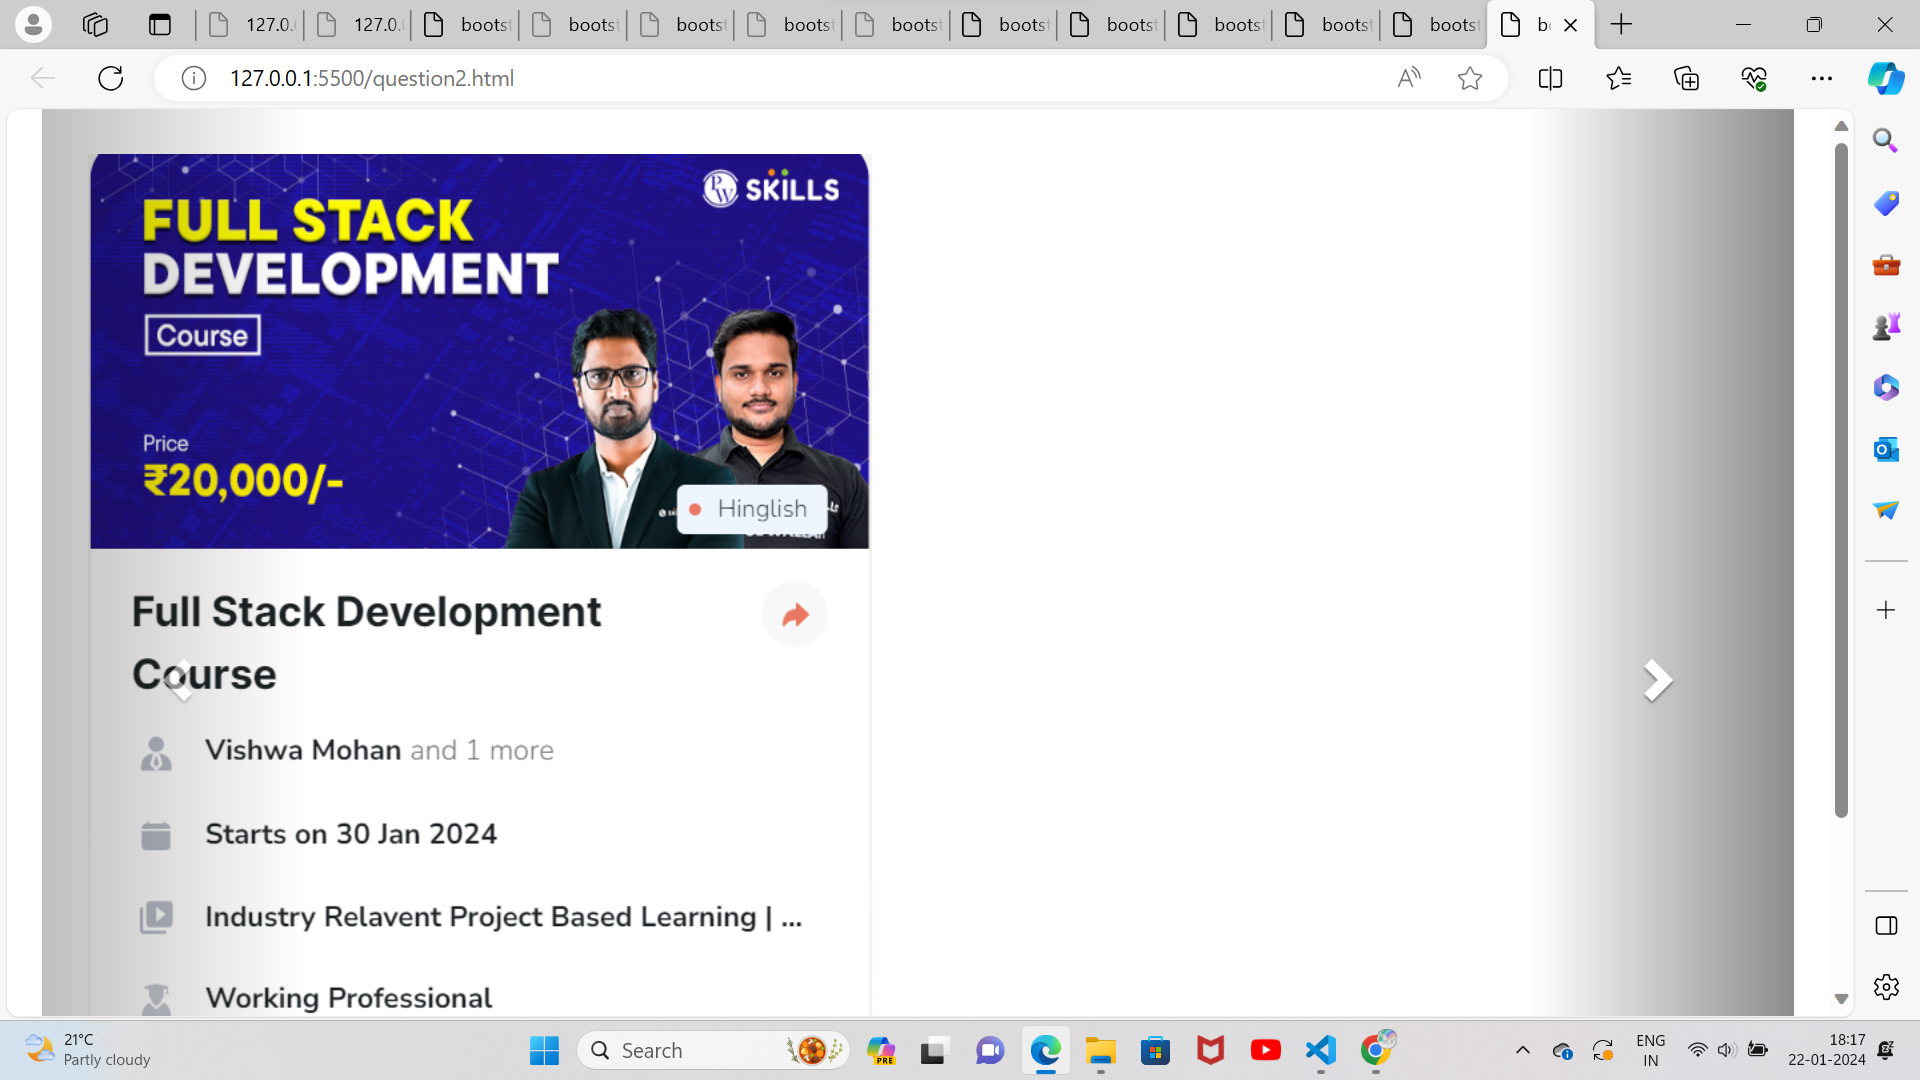 127.0.
127.0.
boots
boots
boots
boots
boots
boots
boots
boots
boots
boots
b
127.0.0.1:5500/question2.html
PW SKILLS
FULL STACK
DEVELOPMENT
Course
Price
₹20,000/-
Hinglish
Full Stack Development
Course
Vishwa Mohan and 1 more
Starts on 30 Jan 2024
Industry Relavent Project Based Learning | ...
Working Professional
21°C
Partly cloudy
Search
PRE
ENG
IN
18:17
22-01-2024